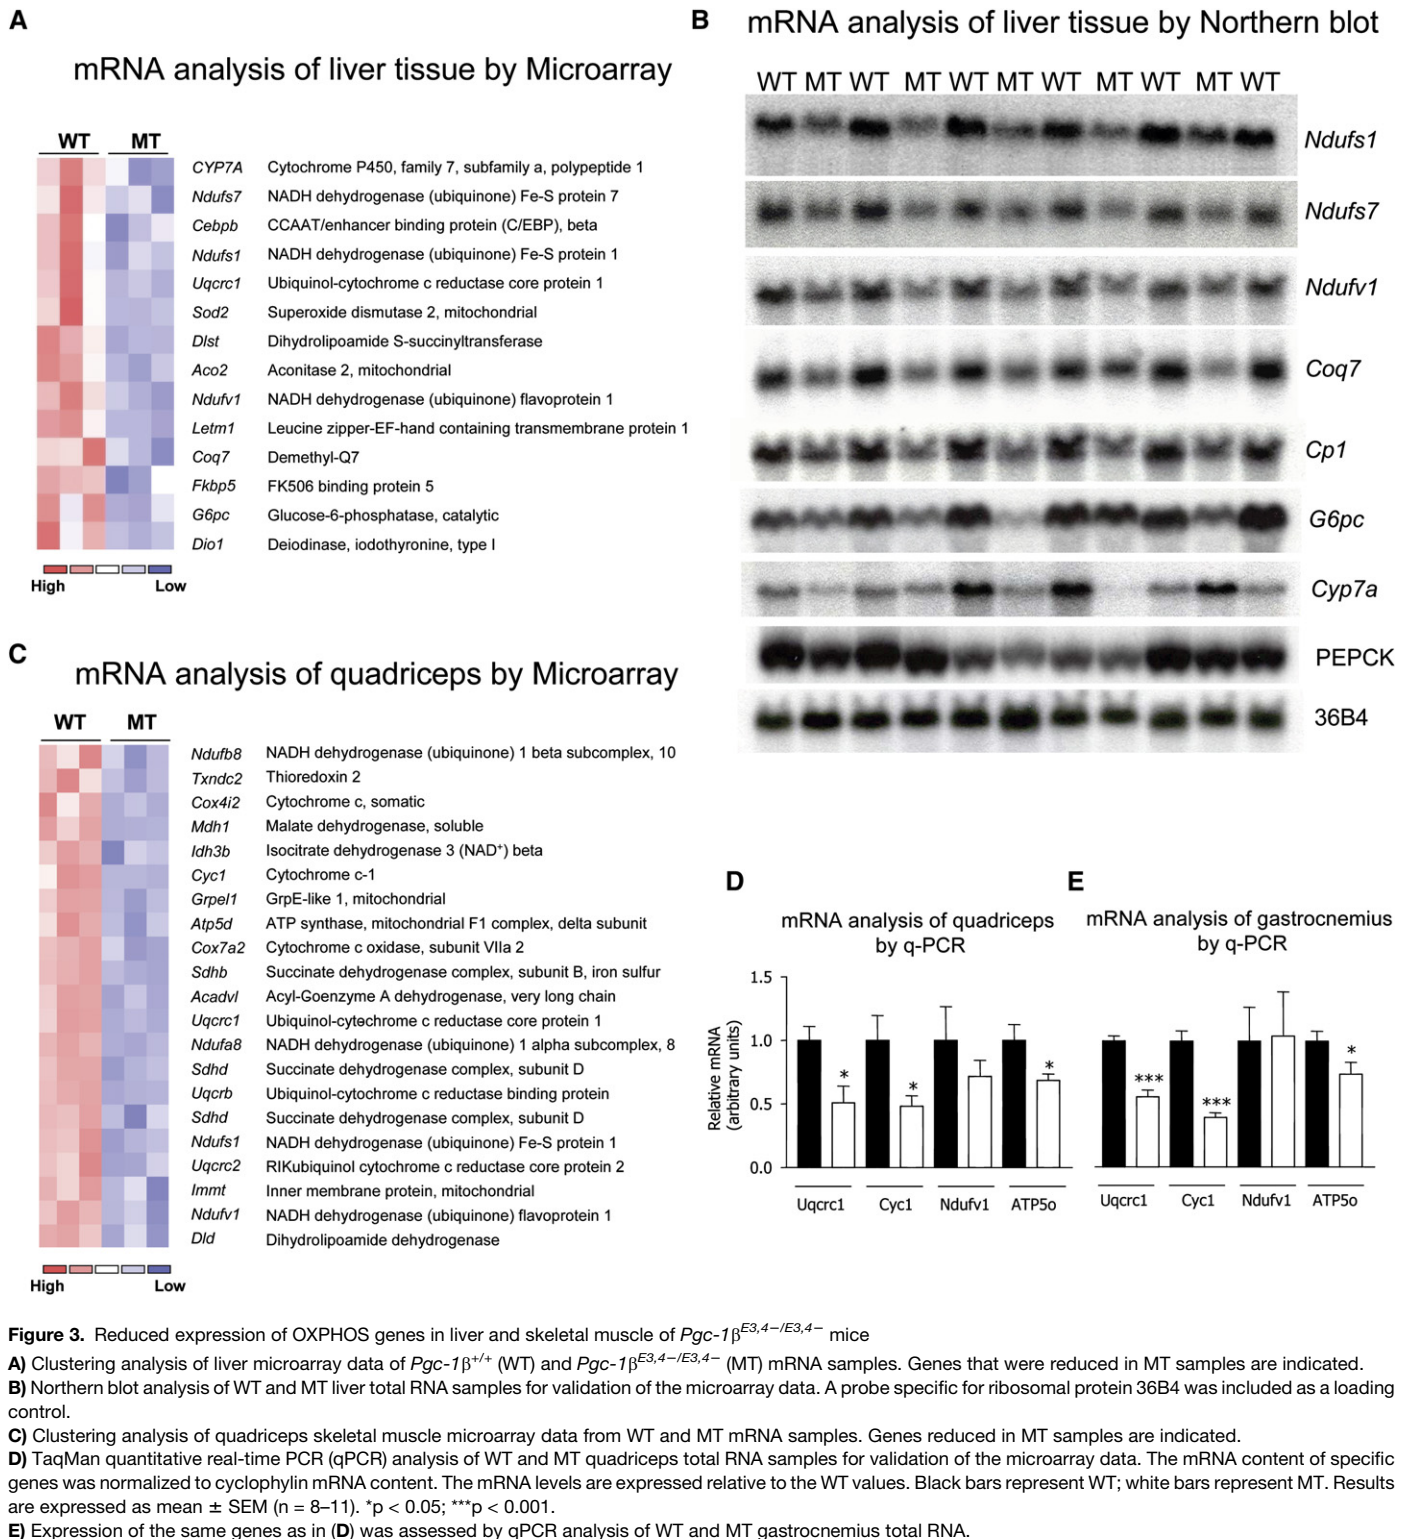 A
mRNA analysis of liver tissue by Microarray
WT MT
CYP7A Cytochrome P450, family 7, subfamily a, polypeptide 1
Ndufs7 NADH dehydrogenase (ubiquinone) Fe-S protein 7
Cebpb CCAAT/enhancer binding protein (C/EBP), beta
Ndufs1 NADH dehydrogenase (ubiquinone) Fe-S protein 1
Uqcrc1 Ubiquinol-cytochrome c reductase core protein 1
Sod2 Superoxide dismutase 2, mitochondrial
Dlst Dihydrolipoamide S-succinyltransferase
Aco2 Aconitase 2, mitochondrial
Ndufv1 NADH dehydrogenase (ubiquinone) flavoprotein 1
Letm1 Leucine zipper-EF-hand containing transmembrane protein 1
Coq7 Demethyl-Q7
Fkbp5 FK506 binding protein 5
G6pc Glucose-6-phosphatase, catalytic
Dio1 Deiodinase, iodothyronine, type I
High Low
B
mRNA analysis of liver tissue by Northern blot
WT MT WT MT WT MT WT MT WT MT WT
Ndufs1
Ndufs7
Ndufv1
Coq7
Cp1
G6pc
Cyp7a
PEPCK
36B4
C
mRNA analysis of quadriceps by Microarray
WT MT
Ndufb8 NADH dehydrogenase (ubiquinone) 1 beta subcomplex, 10
Txndc2 Thioredoxin 2
Cox4i2 Cytochrome c, somatic
Mdh1 Malate dehydrogenase, soluble
Idh3b Isocitrate dehydrogenase 3 (NAD⁺) beta
Cyc1 Cytochrome c-1
Grpel1 GrpE-like 1, mitochondrial
Atp5d ATP synthase, mitochondrial F1 complex, delta subunit
Cox7a2 Cytochrome c oxidase, subunit VIIa 2
Sdhb Succinate dehydrogenase complex, subunit B, iron sulfur
Acadvl Acyl-Goenzyme A dehydrogenase, very long chain
Uqcrc1 Ubiquinol-cytochrome c reductase core protein 1
Ndufa8 NADH dehydrogenase (ubiquinone) 1 alpha subcomplex, 8
Sdhd Succinate dehydrogenase complex, subunit D
Uqcrb Ubiquinol-cytochrome c reductase binding protein
Sdhd Succinate dehydrogenase complex, subunit D
Ndufs1 NADH dehydrogenase (ubiquinone) Fe-S protein 1
Uqcrc2 RIKubiquinol cytochrome c reductase core protein 2
Immt Inner membrane protein, mitochondrial
Ndufv1 NADH dehydrogenase (ubiquinone) flavoprotein 1
Dld Dihydrolipoamide dehydrogenase
High Low
D
mRNA analysis of quadriceps
by q-PCR
Relative mRNA
(arbitrary units)
1.5
1.0
0.5
0.0
* * *
Uqcrc1 Cyc1 Ndufv1 ATP5o
E
mRNA analysis of gastrocnemius
by q-PCR
*** *** *
Uqcrc1 Cyc1 Ndufv1 ATP5o
Figure 3. Reduced expression of OXPHOS genes in liver and skeletal muscle of Pgc-1β^E3,4−/E3,4− mice
A) Clustering analysis of liver microarray data of Pgc-1β^+/+ (WT) and Pgc-1β^E3,4−/E3,4− (MT) mRNA samples. Genes that were reduced in MT samples are indicated.
B) Northern blot analysis of WT and MT liver total RNA samples for validation of the microarray data. A probe specific for ribosomal protein 36B4 was included as a loading
control.
C) Clustering analysis of quadriceps skeletal muscle microarray data from WT and MT mRNA samples. Genes reduced in MT samples are indicated.
D) TaqMan quantitative real-time PCR (qPCR) analysis of WT and MT quadriceps total RNA samples for validation of the microarray data. The mRNA content of specific
genes was normalized to cyclophylin mRNA content. The mRNA levels are expressed relative to the WT values. Black bars represent WT; white bars represent MT. Results
are expressed as mean ± SEM (n = 8–11). *p < 0.05; ***p < 0.001.
E) Expression of the same genes as in (D) was assessed by qPCR analysis of WT and MT gastrocnemius total RNA.